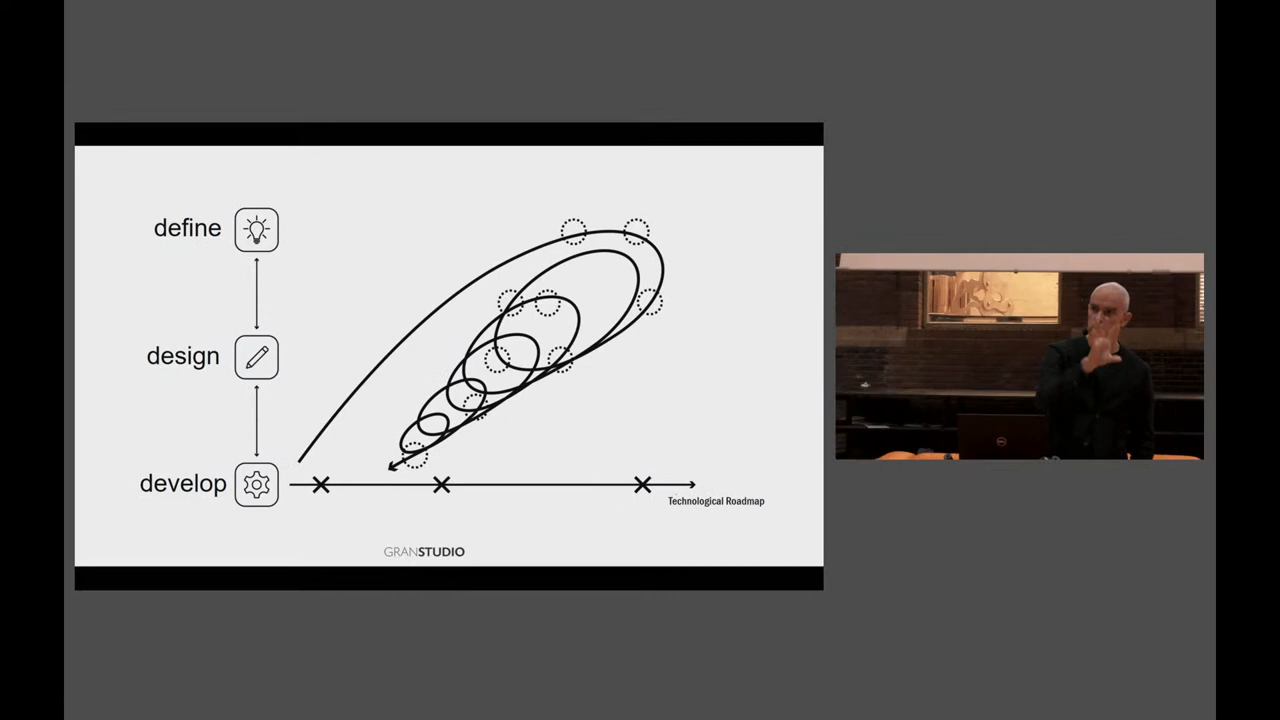 define
design
develop
Technological Roadmap
GRANSTUDIO